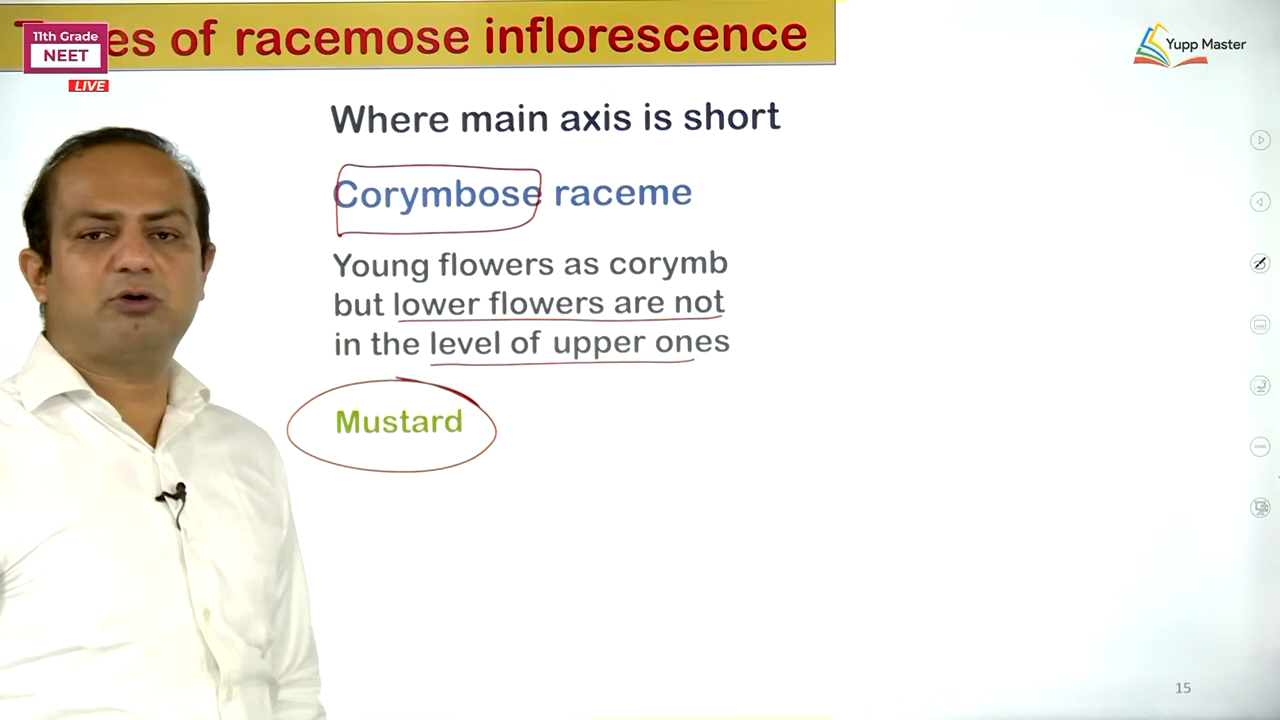 es of racemose inflorescence
11th Grade
NEET
LIVE
Yupp Master
Where main axis is short
Corymbose raceme
Young flowers as corymb
but lower flowers are not
in the level of upper ones
Mustard
15